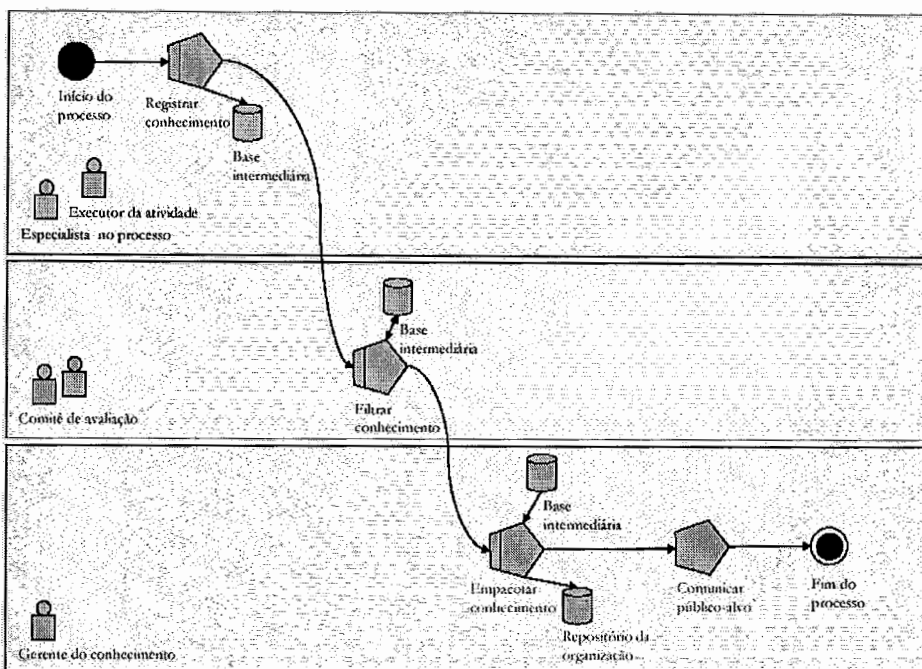 Início do
processo
Registrar
conhecimento
Base
intermediária
Executor da atividade
Especialista no processo
Base
intermediária
Filtrar
conhecimento
Comitê de avaliação
Base
intermediária
Empacotar
conhecimento
Comunicar
público-alvo
Fim do
processo
Repositório da
organização
Gerente do conhecimento